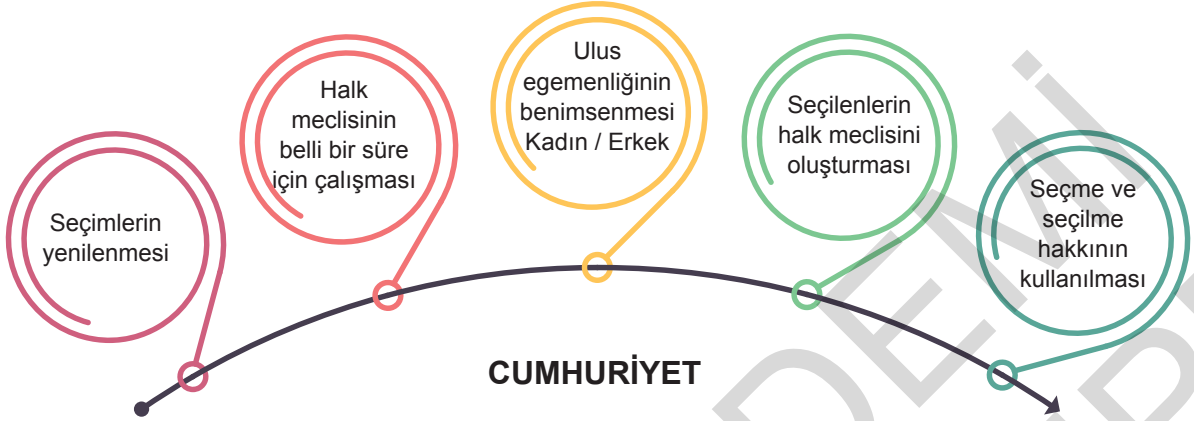 Seçimlerin
yenilenmesi
Halk
meclisinin
belli bir süre
için çalışması
Ulus
egemenliğinin
benimsenmesi
Kadın / Erkek
Seçilenlerin
halk meclisini
oluşturması
Seçme ve
seçilme
hakkının
kullanılması
CUMHURİYET